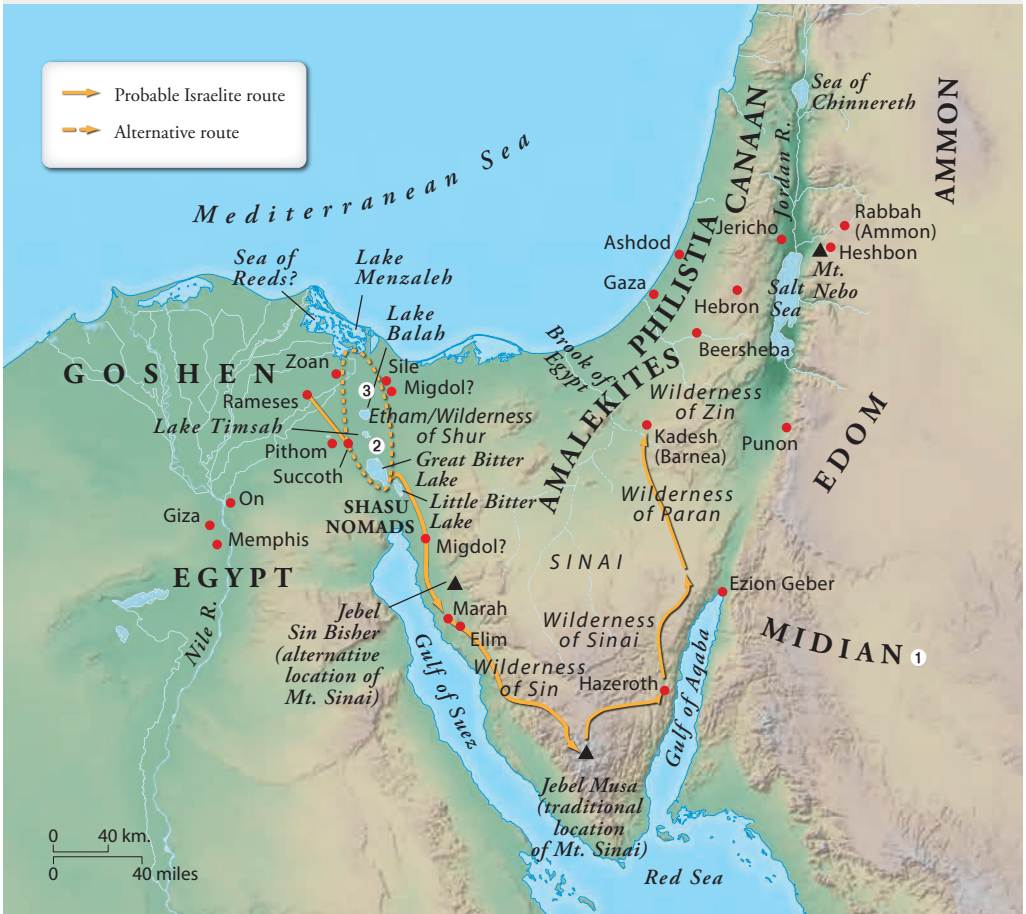 Probable Israelite route
Alternative route
Mediterranean Sea
Sea of
Chinnereth
AMMON
CANAAN
Jordan R.
Rabbah
(Ammon)
Jericho
Heshbon
Mt.
Nebo
Ashdod
PHILISTIA
Gaza
Hebron
Salt
Sea
Beersheba
Sea of
Reeds?
Lake
Menzaleh
Lake
Balah
Brook of
Egypt
GOSHEN
Zoan
Sile
3
Migdol?
Rameses
Etham/Wilderness
of Shur
Lake Timsah
2
Pithom
Succoth
Great Bitter
Lake
Little Bitter
Lake
AMALEKITES
Wilderness
of Zin
Kadesh
(Barnea)
Punon
EDOM
Wilderness
of Paran
On
Giza
Memphis
SHASU
NOMADS
Migdol?
EGYPT
SINAI
Ezion Geber
Nile R.
Jebel
Sin Bisher
(alternative
location of
Mt. Sinai)
Marah
Elim
Wilderness
of Sinai
MIDIAN 1
Wilderness
of Sin
Hazeroth
Gulf of Suez
Gulf of Aqaba
Jebel Musa
(traditional
location
of Mt. Sinai)
Red Sea
0 40 km.
0 40 miles